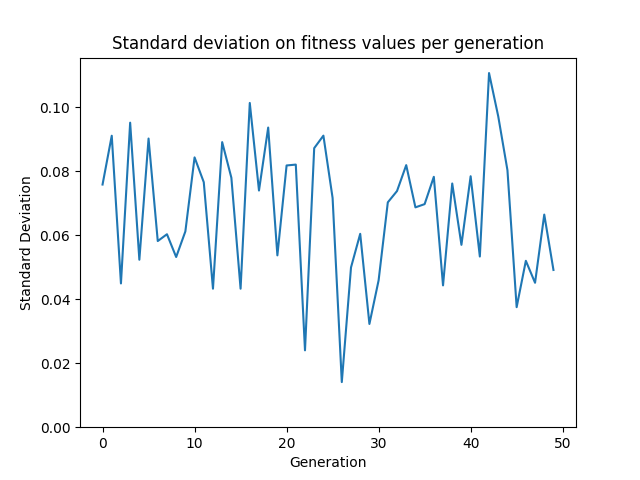 Standard deviation on fitness values per generation
0.10
0.08
0.06
0.04
0.02
0.00
Standard Deviation
0 10 20 30 40 50
Generation